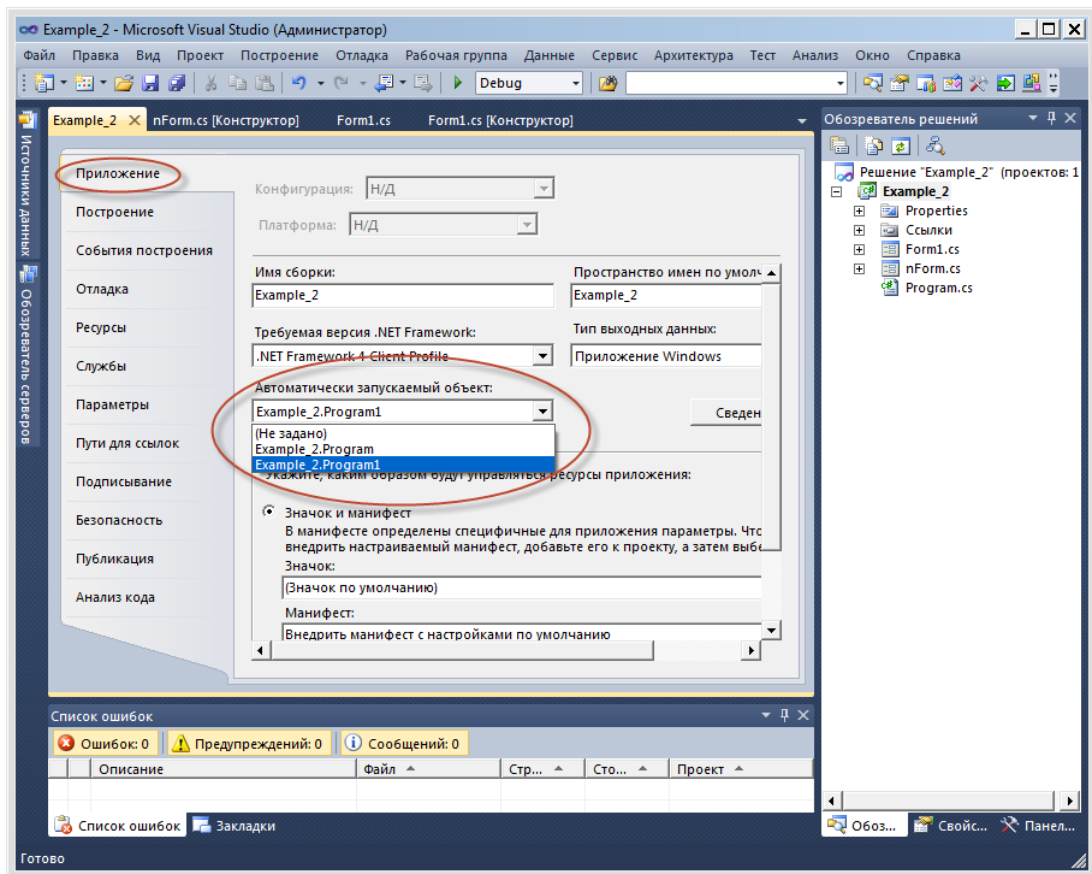 Example_2 - Microsoft Visual Studio (Администратор)
Файл Правка Вид Проект Построение Отладка Рабочая группа Данные Сервис Архитектура Тест Анализ Окно Справка
Debug
Example_2 nForm.cs [Конструктор] Form1.cs Form1.cs [Конструктор]
Источники данных
Обозреватель серверов
Приложение
Построение
События построения
Отладка
Ресурсы
Службы
Параметры
Пути для ссылок
Подписывание
Безопасность
Публикация
Анализ кода
Конфигурация: Н/Д
Платформа: Н/Д
Имя сборки: Пространство имен по умолч
Example_2 Example_2
Требуемая версия .NET Framework: Тип выходных данных:
.NET Framework 4 Client Profile Приложение Windows
Автоматически запускаемый объект:
Example_2.Program1 Сведен
(Не задано)
Example_2.Program
Example_2.Program1
Укажите, каким образом будут управляться ресурсы приложения:
Значок и манифест
В манифесте определены специфичные для приложения параметры. Чтс
внедрить настраиваемый манифест, добавьте его к проекту, а затем выбе
Значок:
(Значок по умолчанию)
Манифест:
Внедрить манифест с настройками по умолчанию
Обозреватель решений
Решение "Example_2" (проектов: 1
Example_2
Properties
Ссылки
Form1.cs
nForm.cs
Program.cs
Список ошибок
Ошибок: 0 Предупреждений: 0 Сообщений: 0
Описание Файл Стр... Сто... Проект
Список ошибок Закладки
Обоз... Свойс... Панел...
Готово